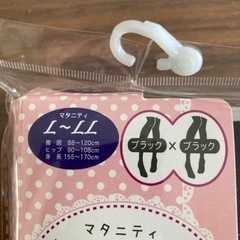 マタニティ
L〜LL
腹囲 88〜120cm
ヒップ 90〜108cm
身長 155〜170cm
ブラック × ブラック
マタニティ